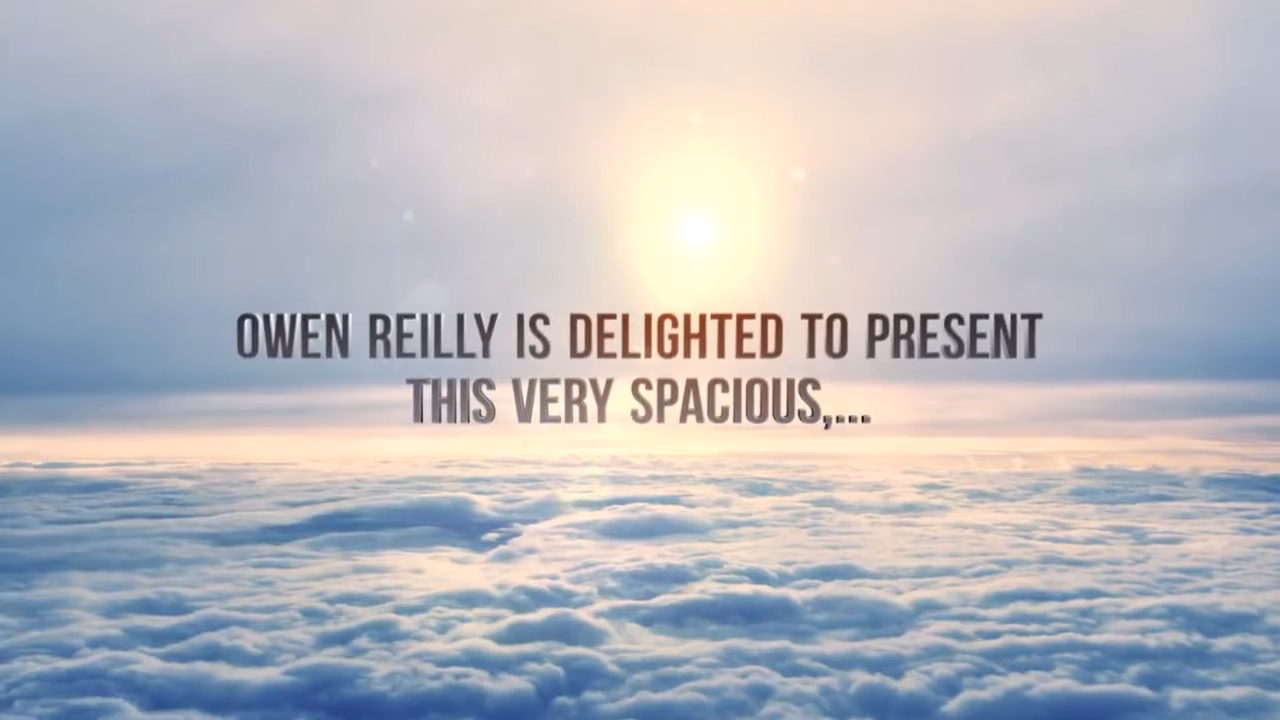 OWEN REILLY IS DELIGHTED TO PRESENT
THIS VERY SPACIOUS,...